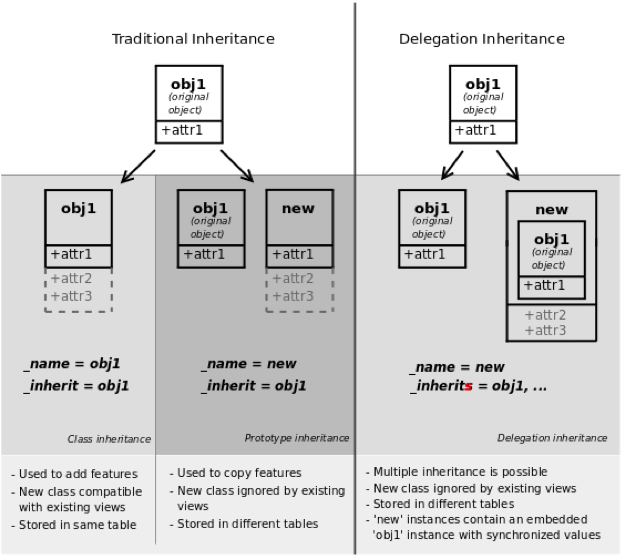 Traditional Inheritance
Delegation Inheritance
obj1
(original
object)
+attr1
obj1
(original
object)
+attr1
obj1
+attr1
+attr2
+attr3
obj1
(original
object)
+attr1
new
+attr1
+attr2
+attr3
obj1
(original
object)
+attr1
new
obj1
(original
object)
+attr1
+attr2
+attr3
_name = obj1
_inherit = obj1
_name = new
_inherit = obj1
_name = new
_inherits = obj1, ...
Class inheritance
Prototype inheritance
Delegation inheritance
- Used to add features
- New class compatible
with existing views
- Stored in same table
- Used to copy features
- New class ignored by existing
views
- Stored in different tables
- Multiple inheritance is possible
- New class ignored by existing views
- Stored in different tables
- 'new' instances contain an embedded
'obj1' instance with synchronized values